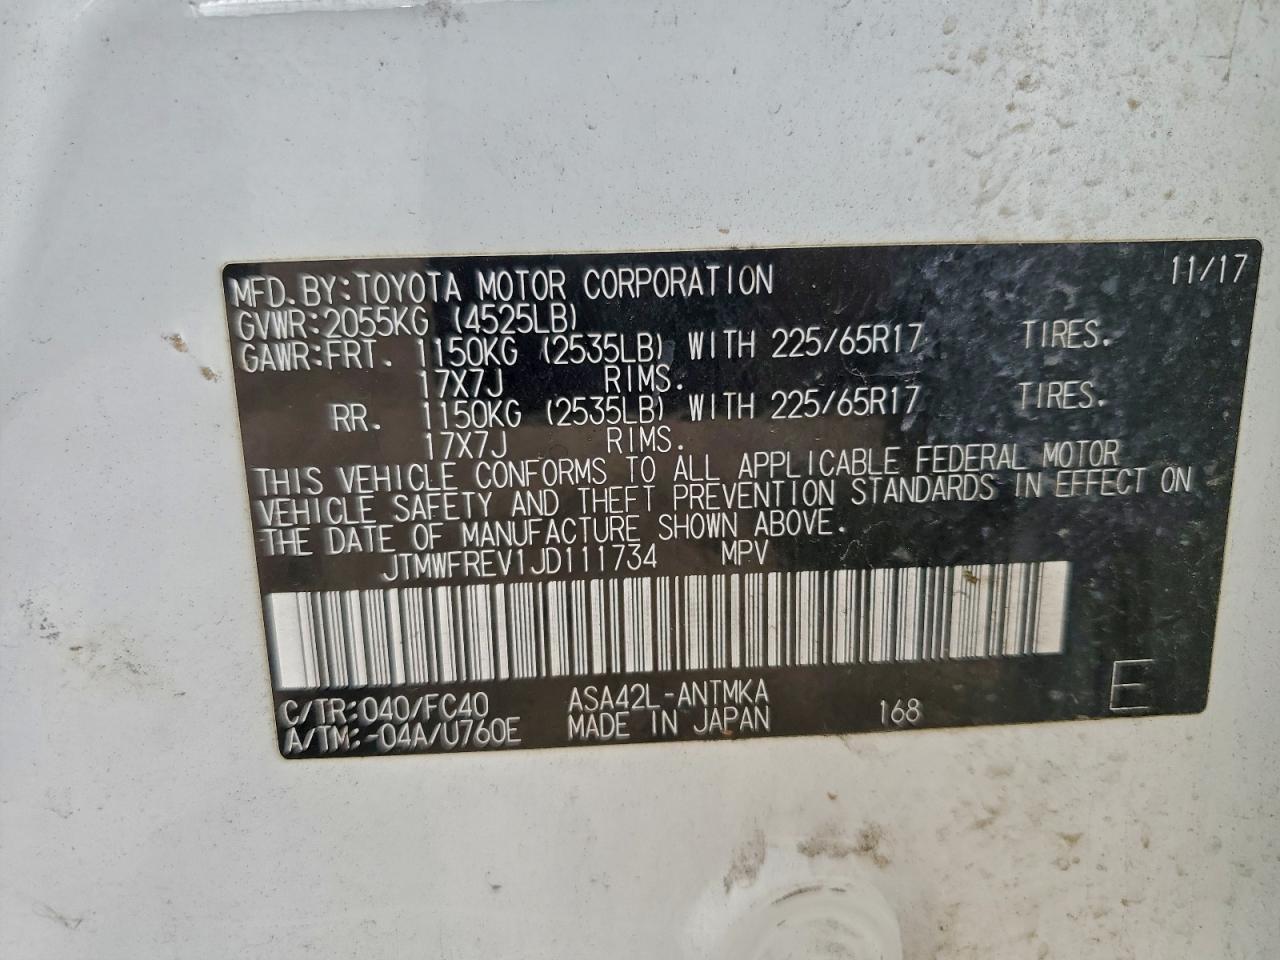 MFD. BY: TOYOTA MOTOR CORPORATION 11/17
GVWR: 2055KG (4525LB)
GAWR: FRT. 1150KG (2535LB) WITH 225/65R17 TIRES.
17X7J RIMS.
RR. 1150KG (2535LB) WITH 225/65R17 TIRES.
17X7J RIMS.
THIS VEHICLE CONFORMS TO ALL APPLICABLE FEDERAL MOTOR
VEHICLE SAFETY AND THEFT PREVENTION STANDARDS IN EFFECT ON
THE DATE OF MANUFACTURE SHOWN ABOVE.
JTMWFREV1JD111734 MPV
C/TR: 040/FC40 ASA42L-ANTMKA E
A/TM: -04A/U760E MADE IN JAPAN 168